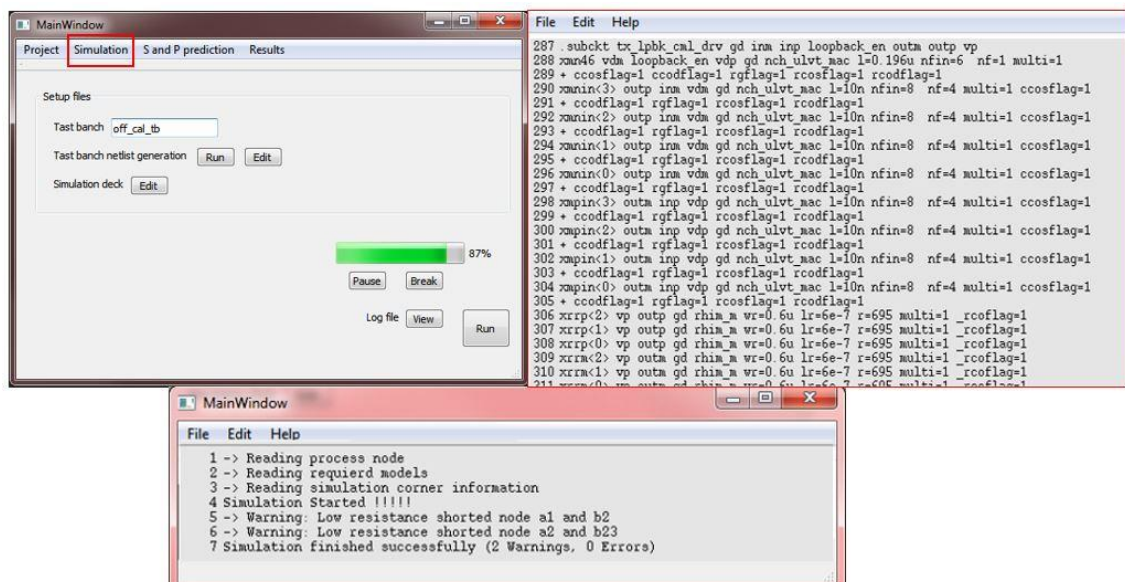 MainWindow
Project Simulation S and P prediction Results
Setup files
Tast banch off_cal_tb
Tast banch netlist generation Run Edit
Simulation deck Edit
87%
Pause Break
Log file View
Run
File Edit Help
287 .subckt tx_lpbk_cml_drv gd inm inp loopback_en outm outp vp
288 xmn46 vdm loopback_en vdp gd nch_ulvt_mac l=0.196u nfin=6 nf=1 multi=1
289 + ccosflag=1 ccodflag=1 rgflag=1 rcosflag=1 rcodflag=1
290 xmnin<3> outp inm vdm gd nch_ulvt_mac l=10n nfin=8 nf=4 multi=1 ccosflag=1
291 + ccodflag=1 rgflag=1 rcosflag=1 rcodflag=1
292 xmnin<2> outp inm vdm gd nch_ulvt_mac l=10n nfin=8 nf=4 multi=1 ccosflag=1
293 + ccodflag=1 rgflag=1 rcosflag=1 rcodflag=1
294 xmnin<1> outp inm vdm gd nch_ulvt_mac l=10n nfin=8 nf=4 multi=1 ccosflag=1
295 + ccodflag=1 rgflag=1 rcosflag=1 rcodflag=1
296 xmnin<0> outp inm vdm gd nch_ulvt_mac l=10n nfin=8 nf=4 multi=1 ccosflag=1
297 + ccodflag=1 rgflag=1 rcosflag=1 rcodflag=1
298 xmpin<3> outm inp vdp gd nch_ulvt_mac l=10n nfin=8 nf=4 multi=1 ccosflag=1
299 + ccodflag=1 rgflag=1 rcosflag=1 rcodflag=1
300 xmpin<2> outm inp vdp gd nch_ulvt_mac l=10n nfin=8 nf=4 multi=1 ccosflag=1
301 + ccodflag=1 rgflag=1 rcosflag=1 rcodflag=1
302 xmpin<1> outm inp vdp gd nch_ulvt_mac l=10n nfin=8 nf=4 multi=1 ccosflag=1
303 + ccodflag=1 rgflag=1 rcosflag=1 rcodflag=1
304 xmpin<0> outm inp vdp gd nch_ulvt_mac l=10n nfin=8 nf=4 multi=1 ccosflag=1
305 + ccodflag=1 rgflag=1 rcosflag=1 rcodflag=1
306 xrrp<2> vp outp gd rhim_m wr=0.6u lr=6e-7 r=695 multi=1 _rcoflag=1
307 xrrp<1> vp outp gd rhim_m wr=0.6u lr=6e-7 r=695 multi=1 _rcoflag=1
308 xrrp<0> vp outp gd rhim_m wr=0.6u lr=6e-7 r=695 multi=1 _rcoflag=1
309 xrrm<2> vp outm gd rhim_m wr=0.6u lr=6e-7 r=695 multi=1 _rcoflag=1
310 xrrm<1> vp outm gd rhim_m wr=0.6u lr=6e-7 r=695 multi=1 _rcoflag=1
311 xrrm<0> vp outm gd rhim_m wr=0.6u lr=6e-7 r=695 multi=1 _rcoflag=1
MainWindow
File Edit Help
1 -> Reading process node
2 -> Reading requierd models
3 -> Reading simulation corner information
4 Simulation Started !!!!!
5 -> Warning: Low resistance shorted node a1 and b2
6 -> Warning: Low resistance shorted node a2 and b23
7 Simulation finished successfully (2 Warnings, 0 Errors)